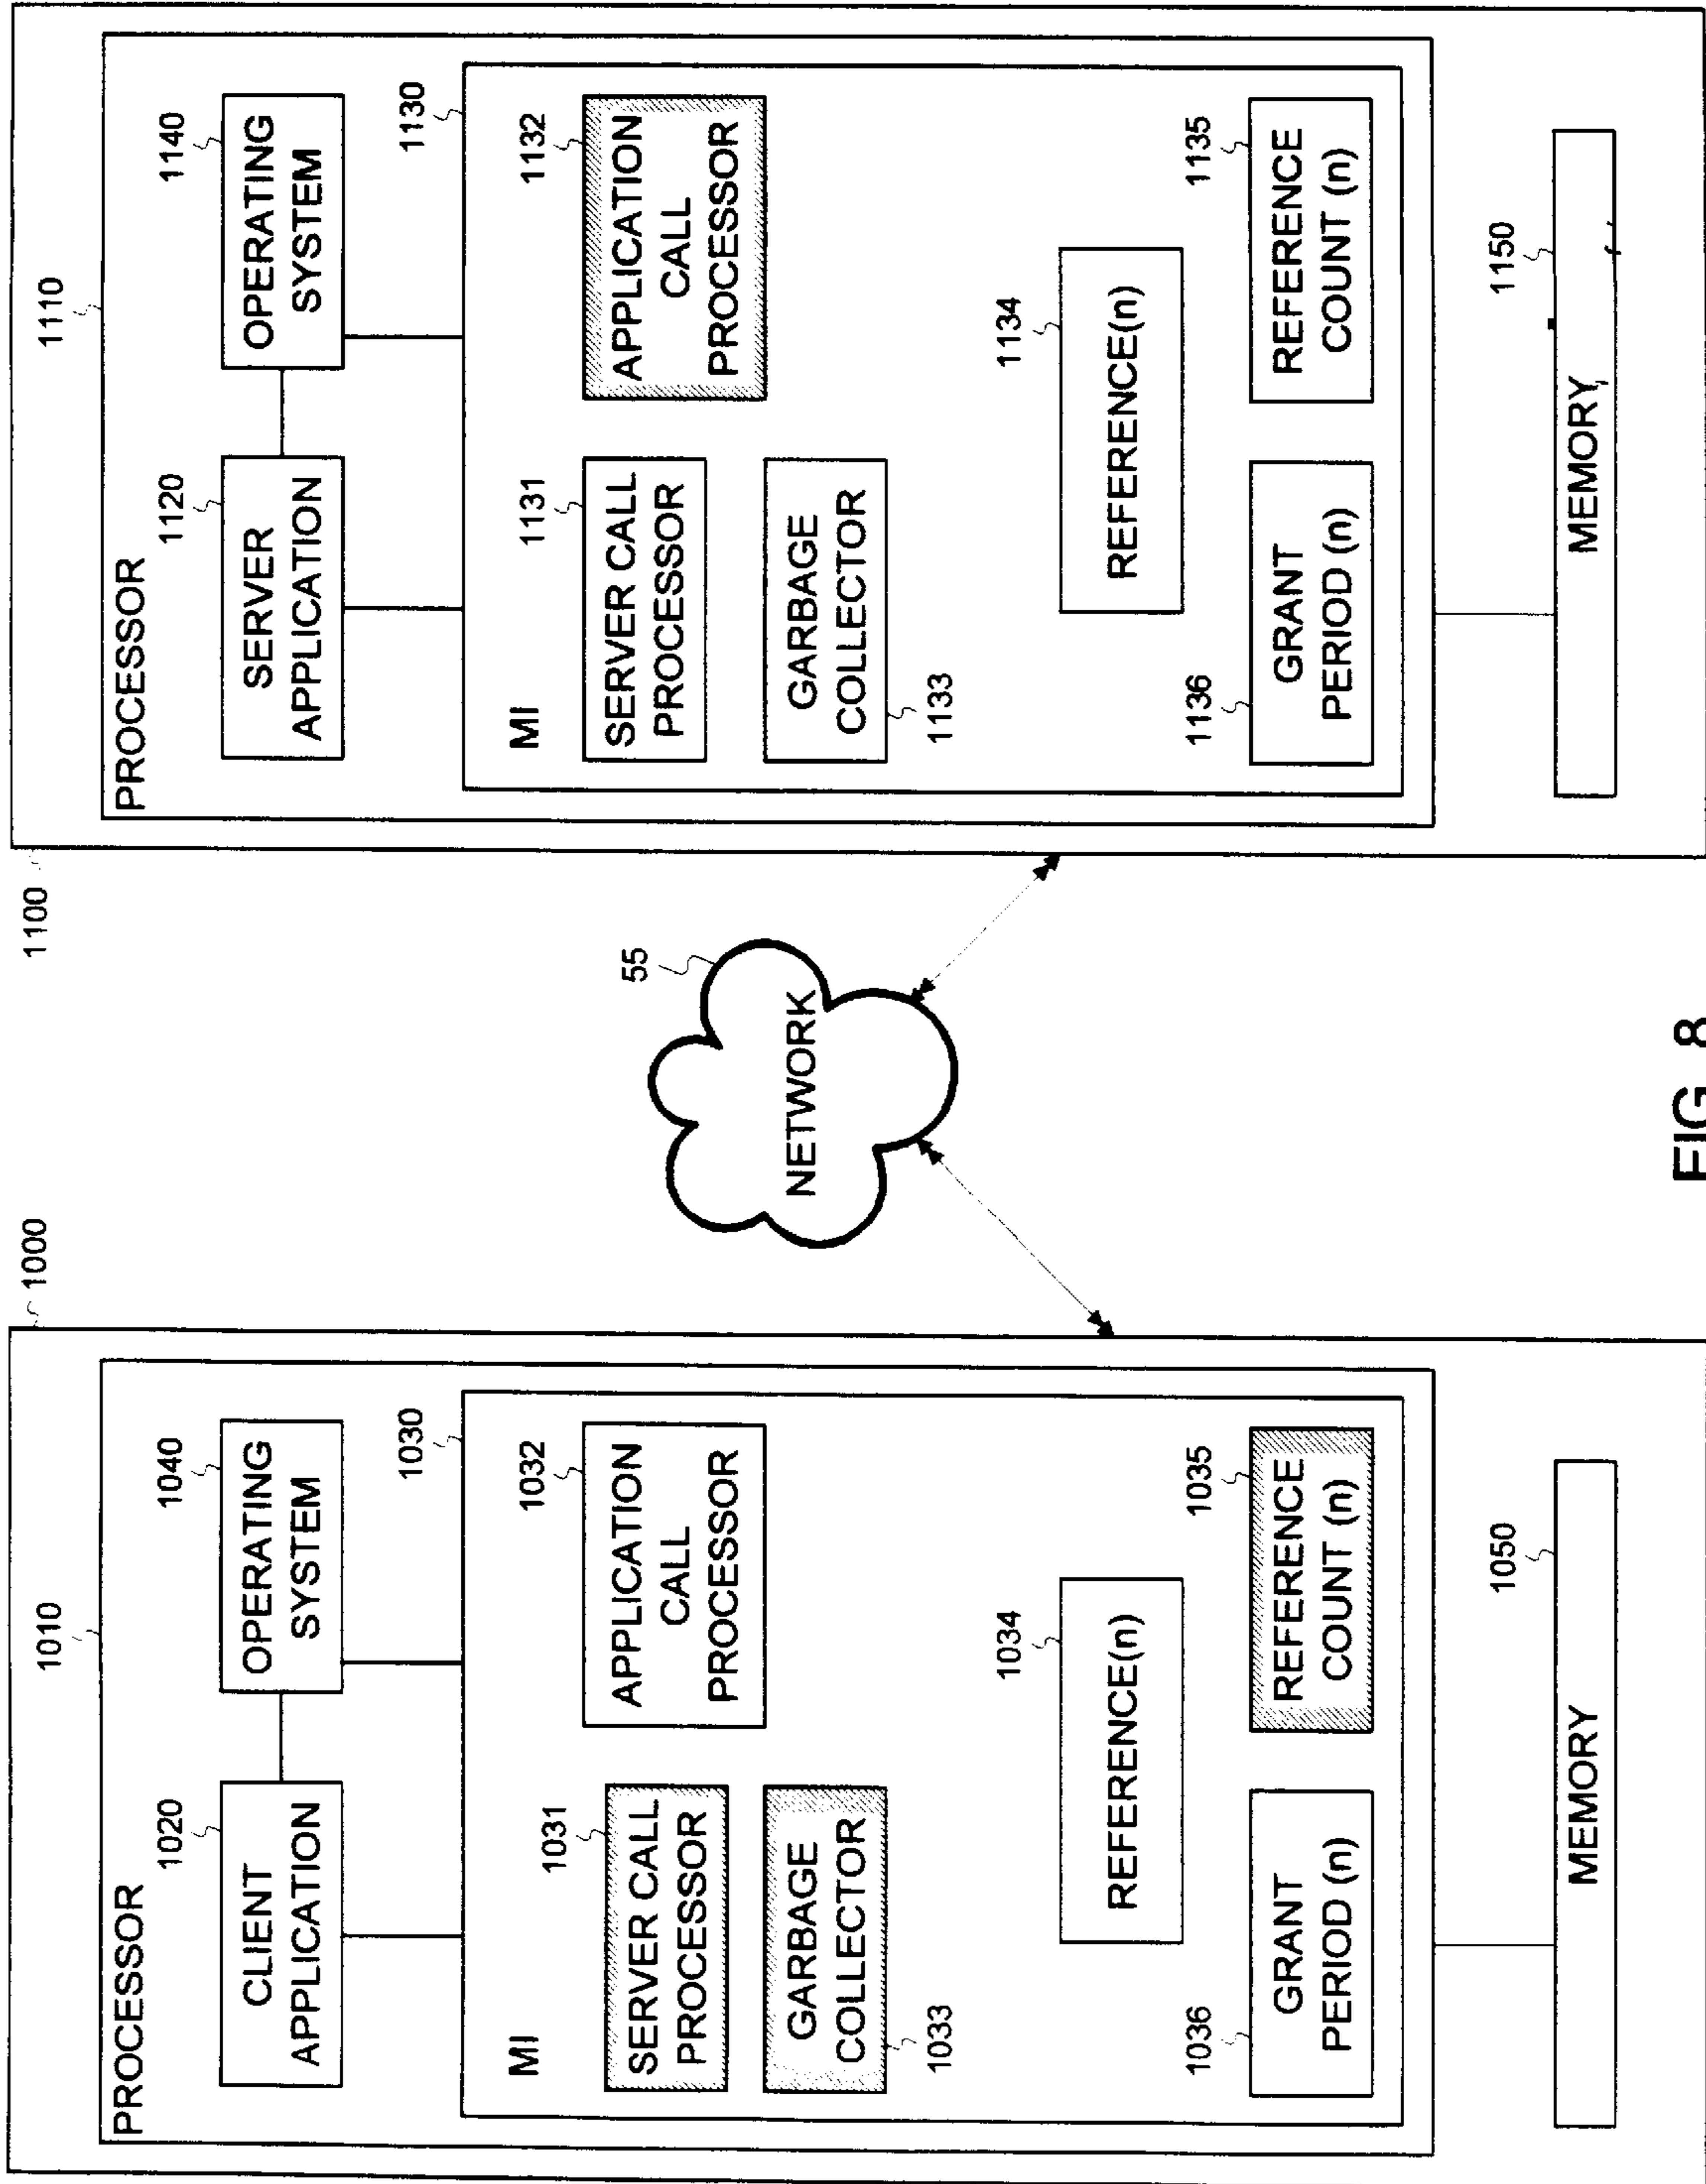 1000
1010
PROCESSOR
1020
CLIENT
APPLICATION
1040
OPERATING
SYSTEM
1030
MI
1031
SERVER CALL
PROCESSOR
1032
APPLICATION
CALL
PROCESSOR
GARBAGE
COLLECTOR
1033
1034
REFERENCE(n)
1036
GRANT
PERIOD (n)
1035
REFERENCE
COUNT (n)
1050
MEMORY
55
NETWORK
1100
1110
PROCESSOR
1120
SERVER
APPLICATION
1140
OPERATING
SYSTEM
1130
MI
1131
SERVER CALL
PROCESSOR
1132
APPLICATION
CALL
PROCESSOR
GARBAGE
COLLECTOR
1133
1134
REFERENCE(n)
1136
GRANT
PERIOD (n)
1135
REFERENCE
COUNT (n)
1150
MEMORY
FIG. 8